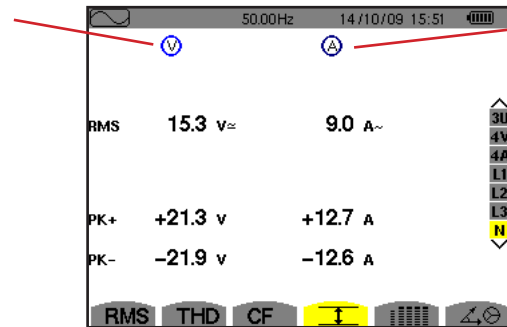 50.00Hz 14/10/09 15:51
V A
RMS 15.3 V≃ 9.0 A~
3U
4V
4A
L1
L2
L3
N
PK+ +21.3 V +12.7 A
PK- -21.9 V -12.6 A
RMS THD CF